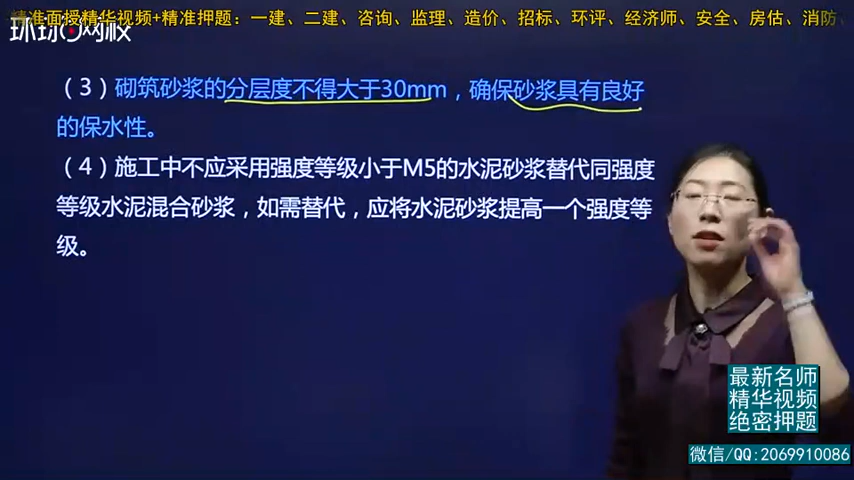 精准面授精华视频+精准押题：一建、二建、咨询、监理、造价、招标、环评、经济师、安全、房估、消防、
环球网校
（3）砌筑砂浆的分层度不得大于30mm，确保砂浆具有良好
的保水性。
（4）施工中不应采用强度等级小于M5的水泥砂浆替代同强度
等级水泥混合砂浆，如需替代，应将水泥砂浆提高一个强度等
级。
最新名师
精华视频
绝密押题
微信/QQ:2069910086